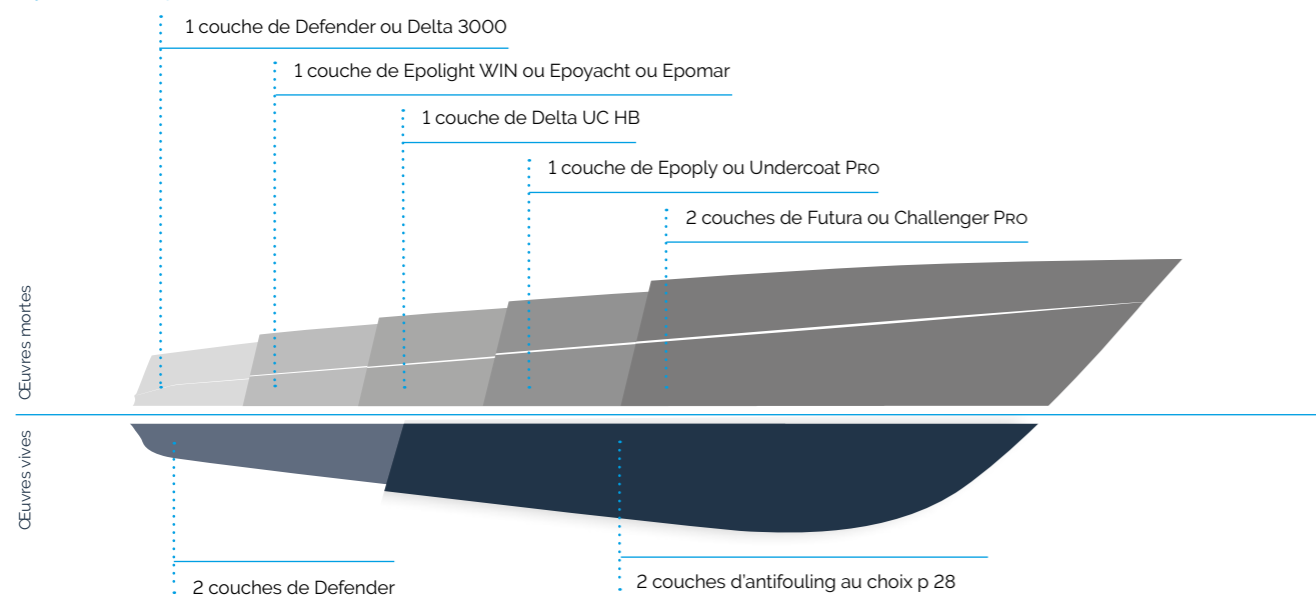 1 couche de Defender ou Delta 3000
1 couche de Epolight WIN ou Epoyacht ou Epomar
1 couche de Delta UC HB
1 couche de Epoply ou Undercoat PRO
2 couches de Futura ou Challenger PRO
Œuvres mortes
Œuvres vives
2 couches de Defender
2 couches d’antifouling au choix p 28